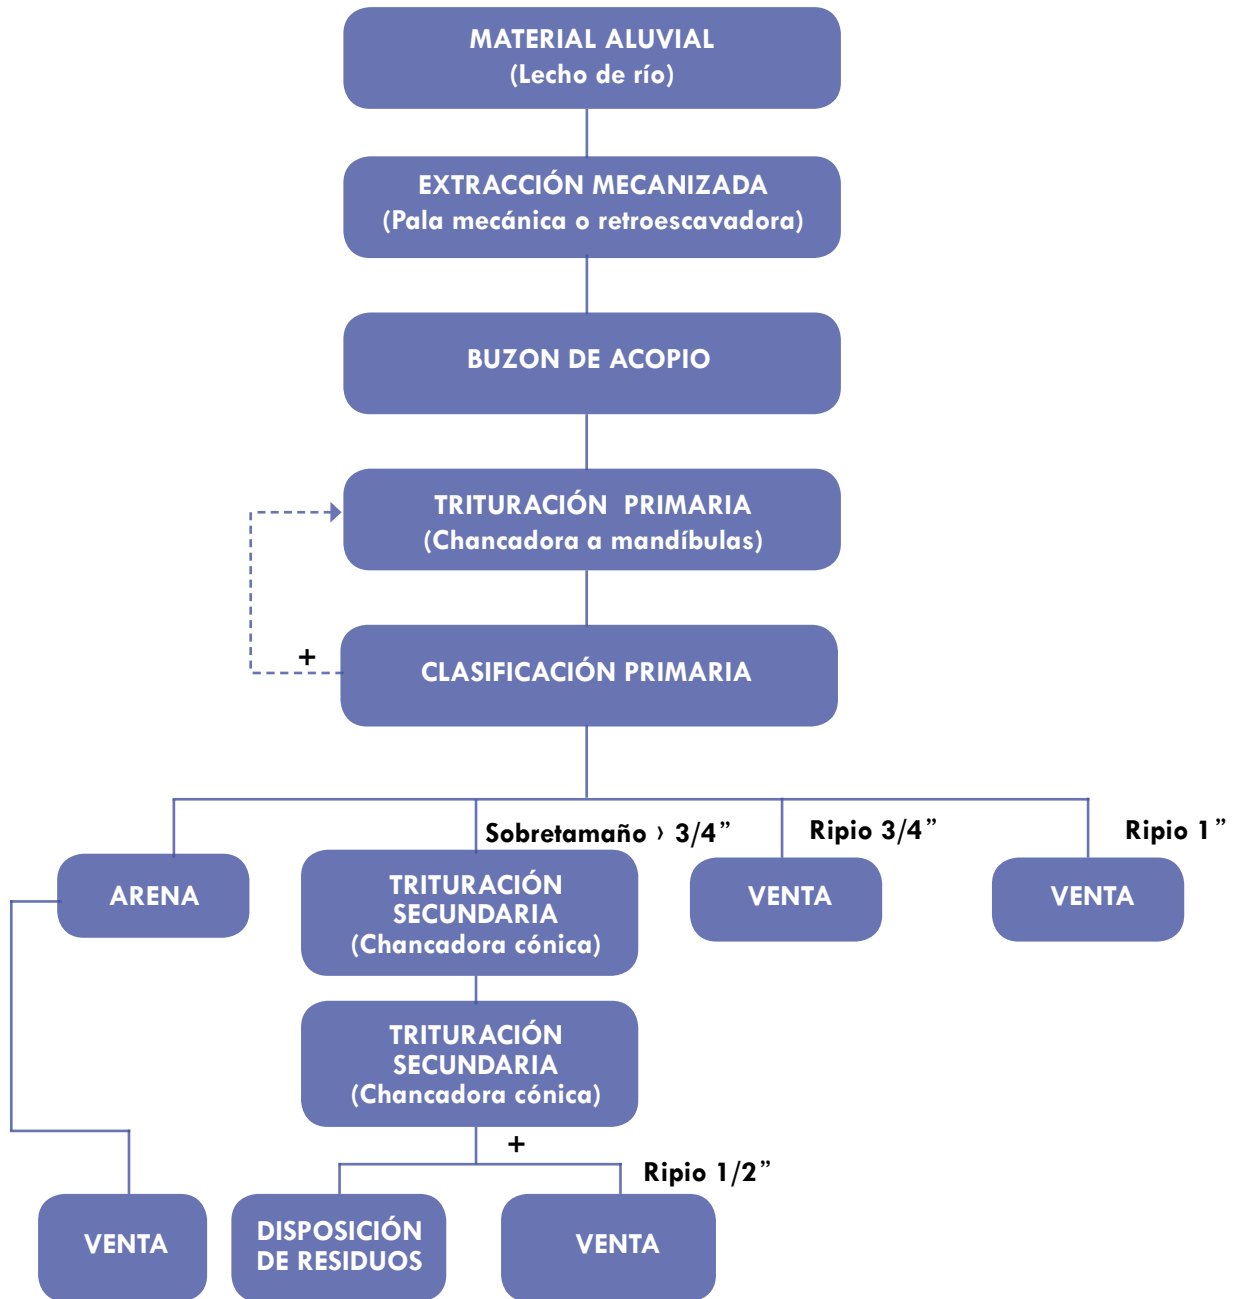 MATERIAL ALUVIAL
(Lecho de río)
EXTRACCIÓN MECANIZADA
(Pala mecánica o retroescavadora)
BUZON DE ACOPIO
TRITURACIÓN PRIMARIA
(Chancadora a mandíbulas)
+
CLASIFICACIÓN PRIMARIA
Sobretamaño › 3/4”
Ripio 3/4”
Ripio 1”
ARENA
TRITURACIÓN
SECUNDARIA
(Chancadora cónica)
VENTA
VENTA
TRITURACIÓN
SECUNDARIA
(Chancadora cónica)
+
Ripio 1/2”
VENTA
DISPOSICIÓN
DE RESIDUOS
VENTA